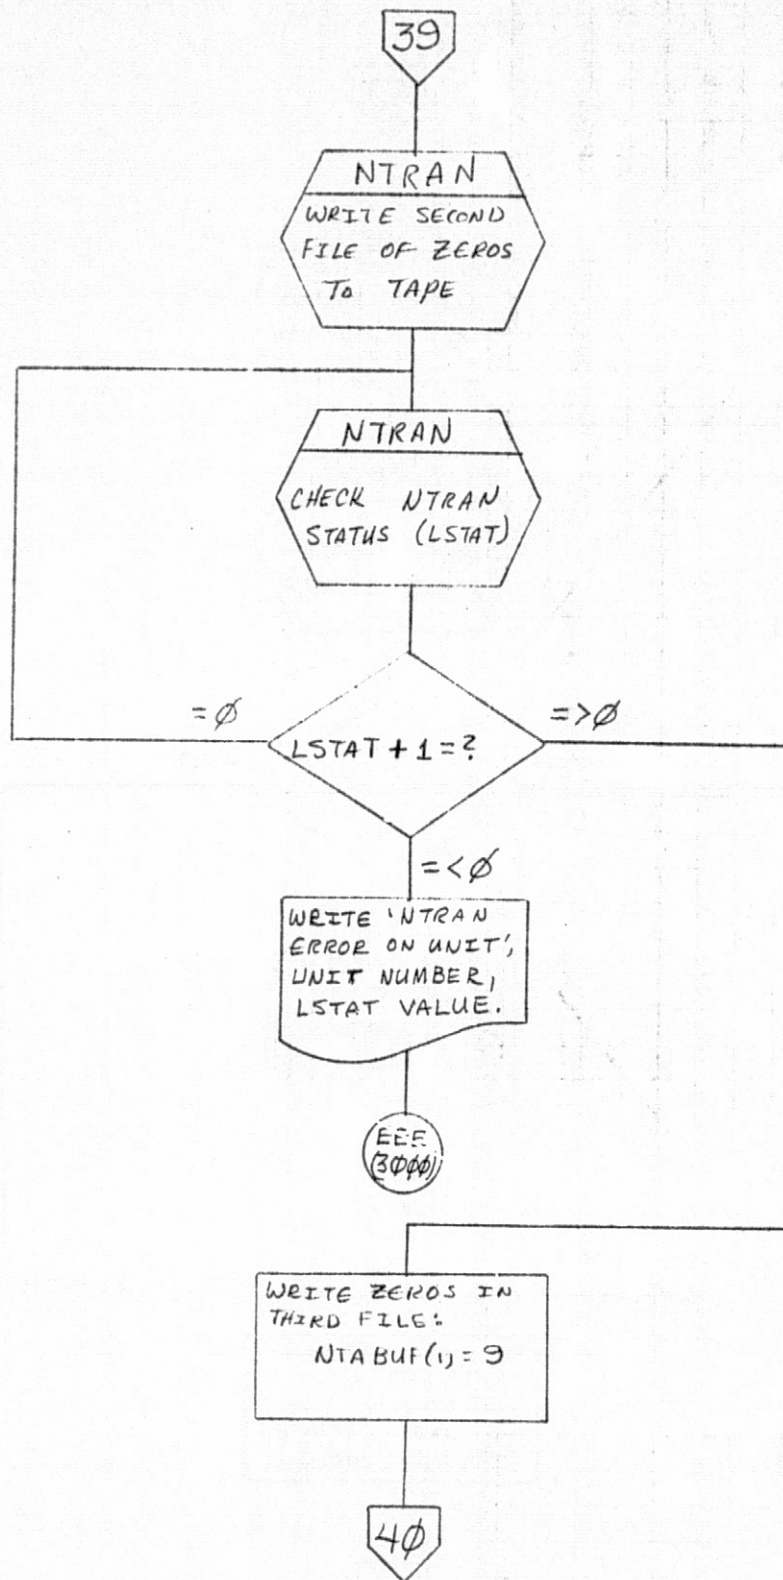 39
NTRAN
WRITE SECOND
FILE OF ZEROS
TO TAPE
NTRAN
CHECK NTRAN
STATUS (LSTAT)
=Ø
LSTAT + 1 = ?
=>Ø
=<Ø
WRITE 'NTRAN
ERROR ON UNIT',
UNIT NUMBER,
LSTAT VALUE.
EEE
(3ØØØ)
WRITE ZEROS IN
THIRD FILE:
NTABUF(1) = 9
4Ø